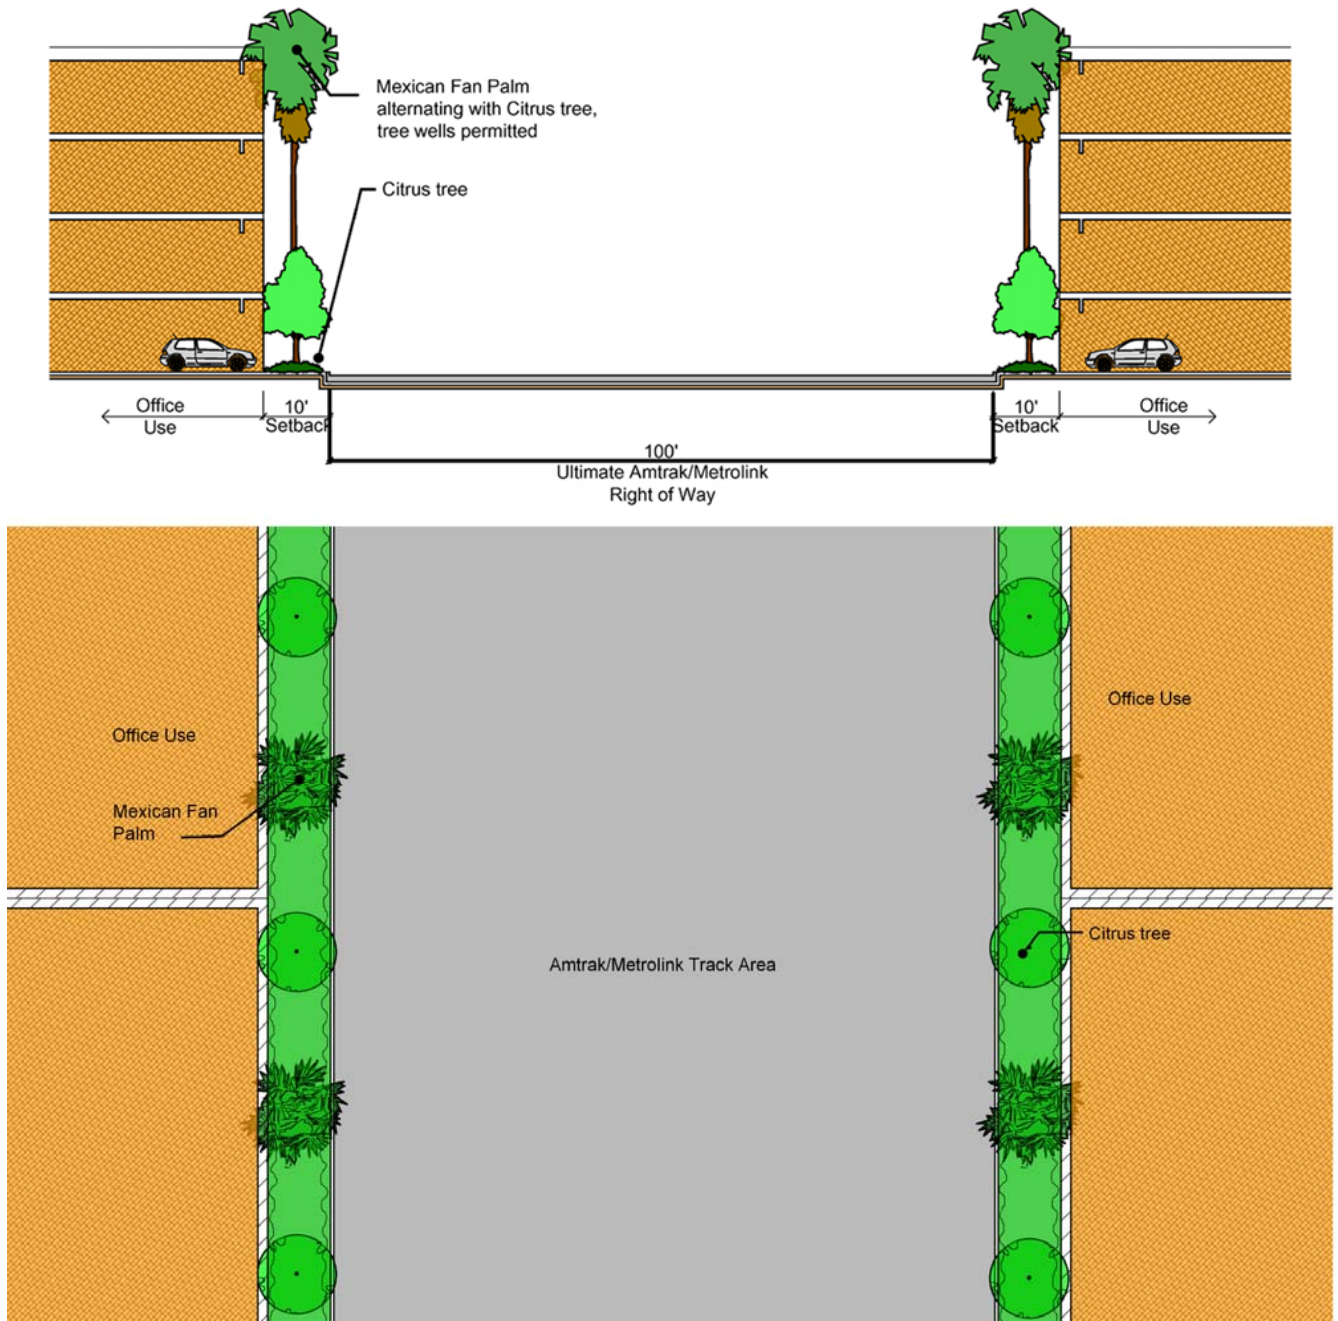 Mexican Fan Palm
alternating with Citrus tree,
tree wells permitted
Citrus tree
Office
Use
10'
Setback
100'
Ultimate Amtrak/Metrolink
Right of Way
10'
Setback
Office
Use
Office Use
Office Use
Mexican Fan
Palm
Citrus tree
Amtrak/Metrolink Track Area